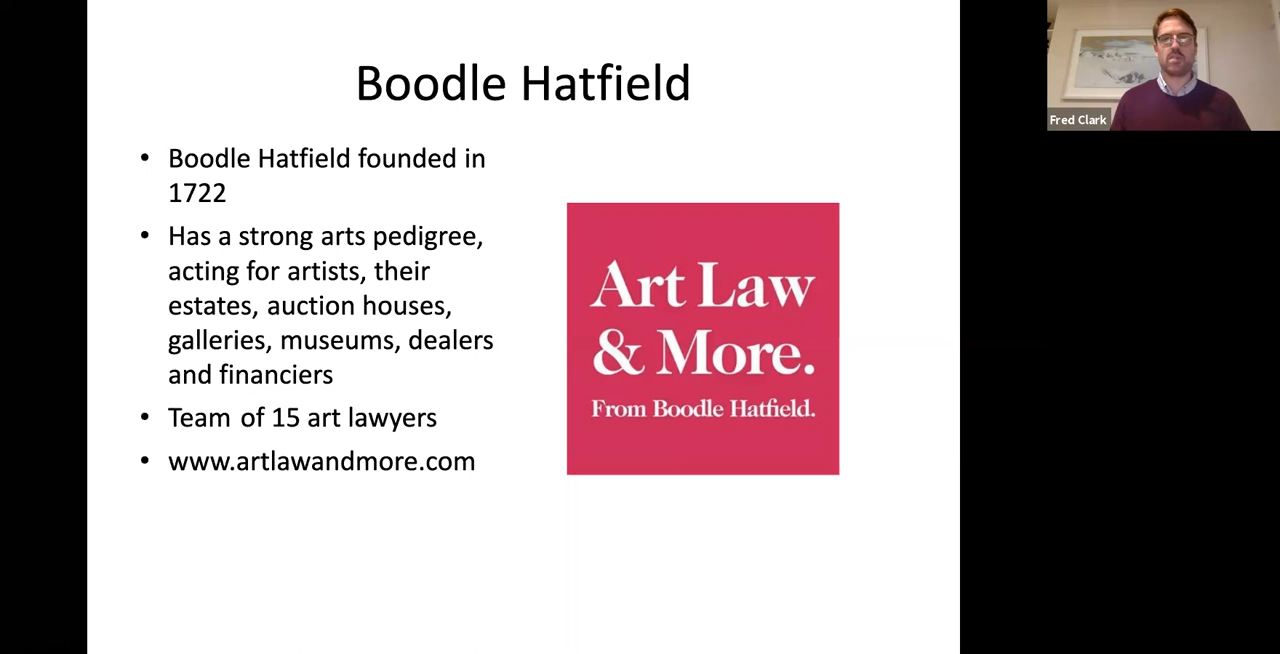 Boodle Hatfield
• Boodle Hatfield founded in
1722
• Has a strong arts pedigree,
acting for artists, their
estates, auction houses,
galleries, museums, dealers
and financiers
• Team of 15 art lawyers
• www.artlawandmore.com
Art Law
& More.
From Boodle Hatfield.
Fred Clark